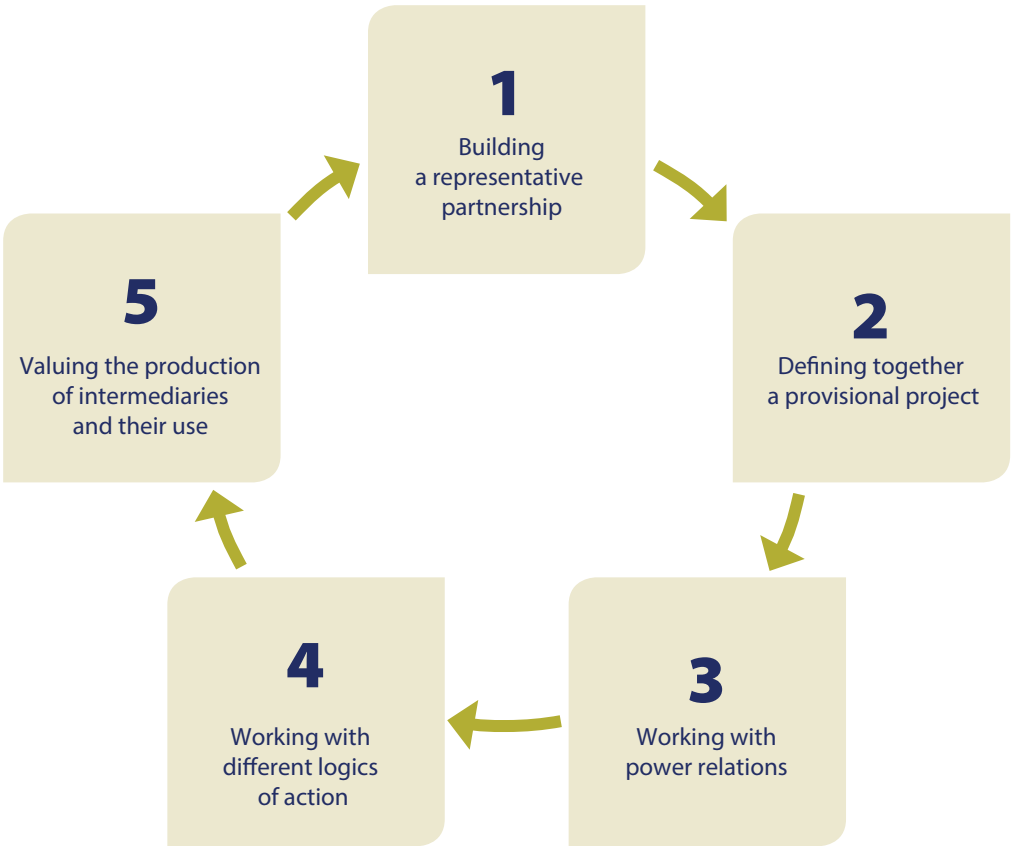 1
Building
a representative
partnership
2
Defining together
a provisional project
3
Working with
power relations
4
Working with
different logics
of action
5
Valuing the production
of intermediaries
and their use